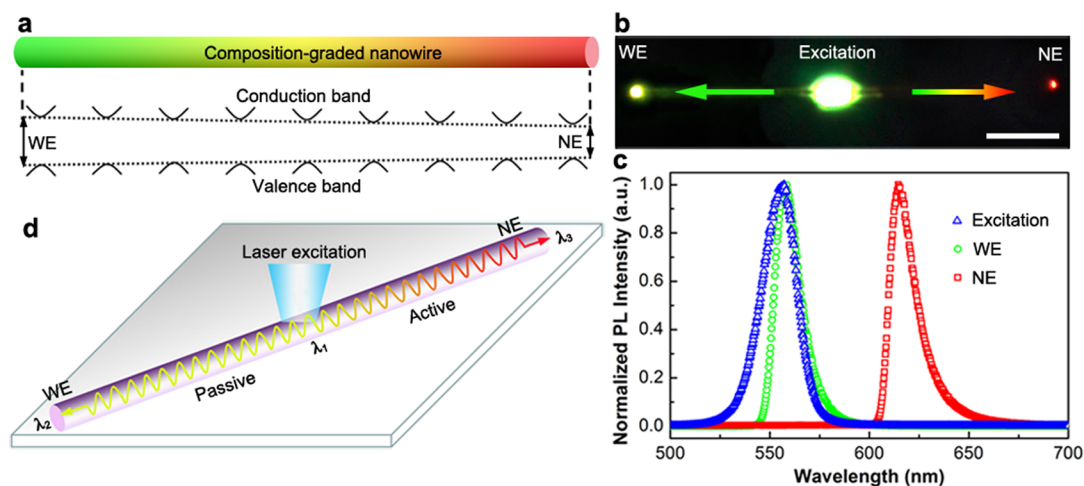 a
Composition-graded nanowire
Conduction band
WE
NE
Valence band
b
WE
Excitation
NE
c
Normalized PL Intensity (a.u.)
1.0
0.8
0.6
0.4
0.2
0.0
Excitation
WE
NE
500
550
600
650
700
Wavelength (nm)
d
Laser excitation
NE
λ3
Active
λ1
WE
Passive
λ2